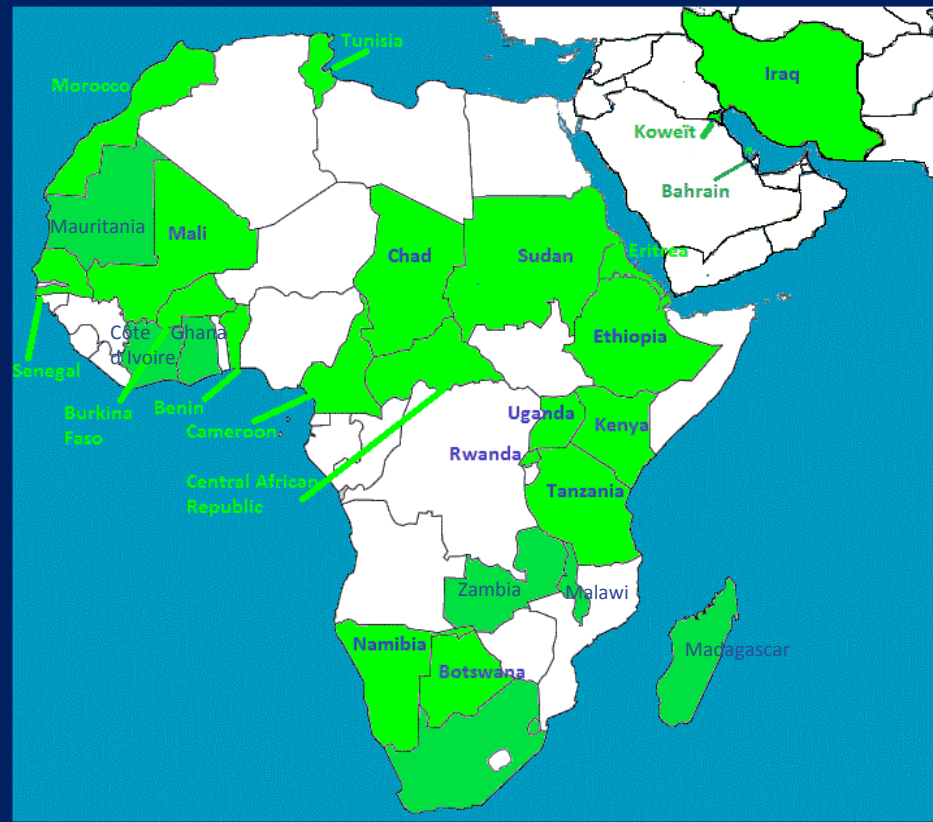 Tunisia
Iraq
Morocco
Koweït
Bahrain
Mauritania
Mali
Chad
Sudan
Eritrea
Côte
d'Ivoire
Ghana
Ethiopia
Senegal
Burkina
Faso
Benin
Cameroon
Uganda
Kenya
Rwanda
Central African
Republic
Tanzania
Zambia
Malawi
Namibia
Botswana
Madagascar